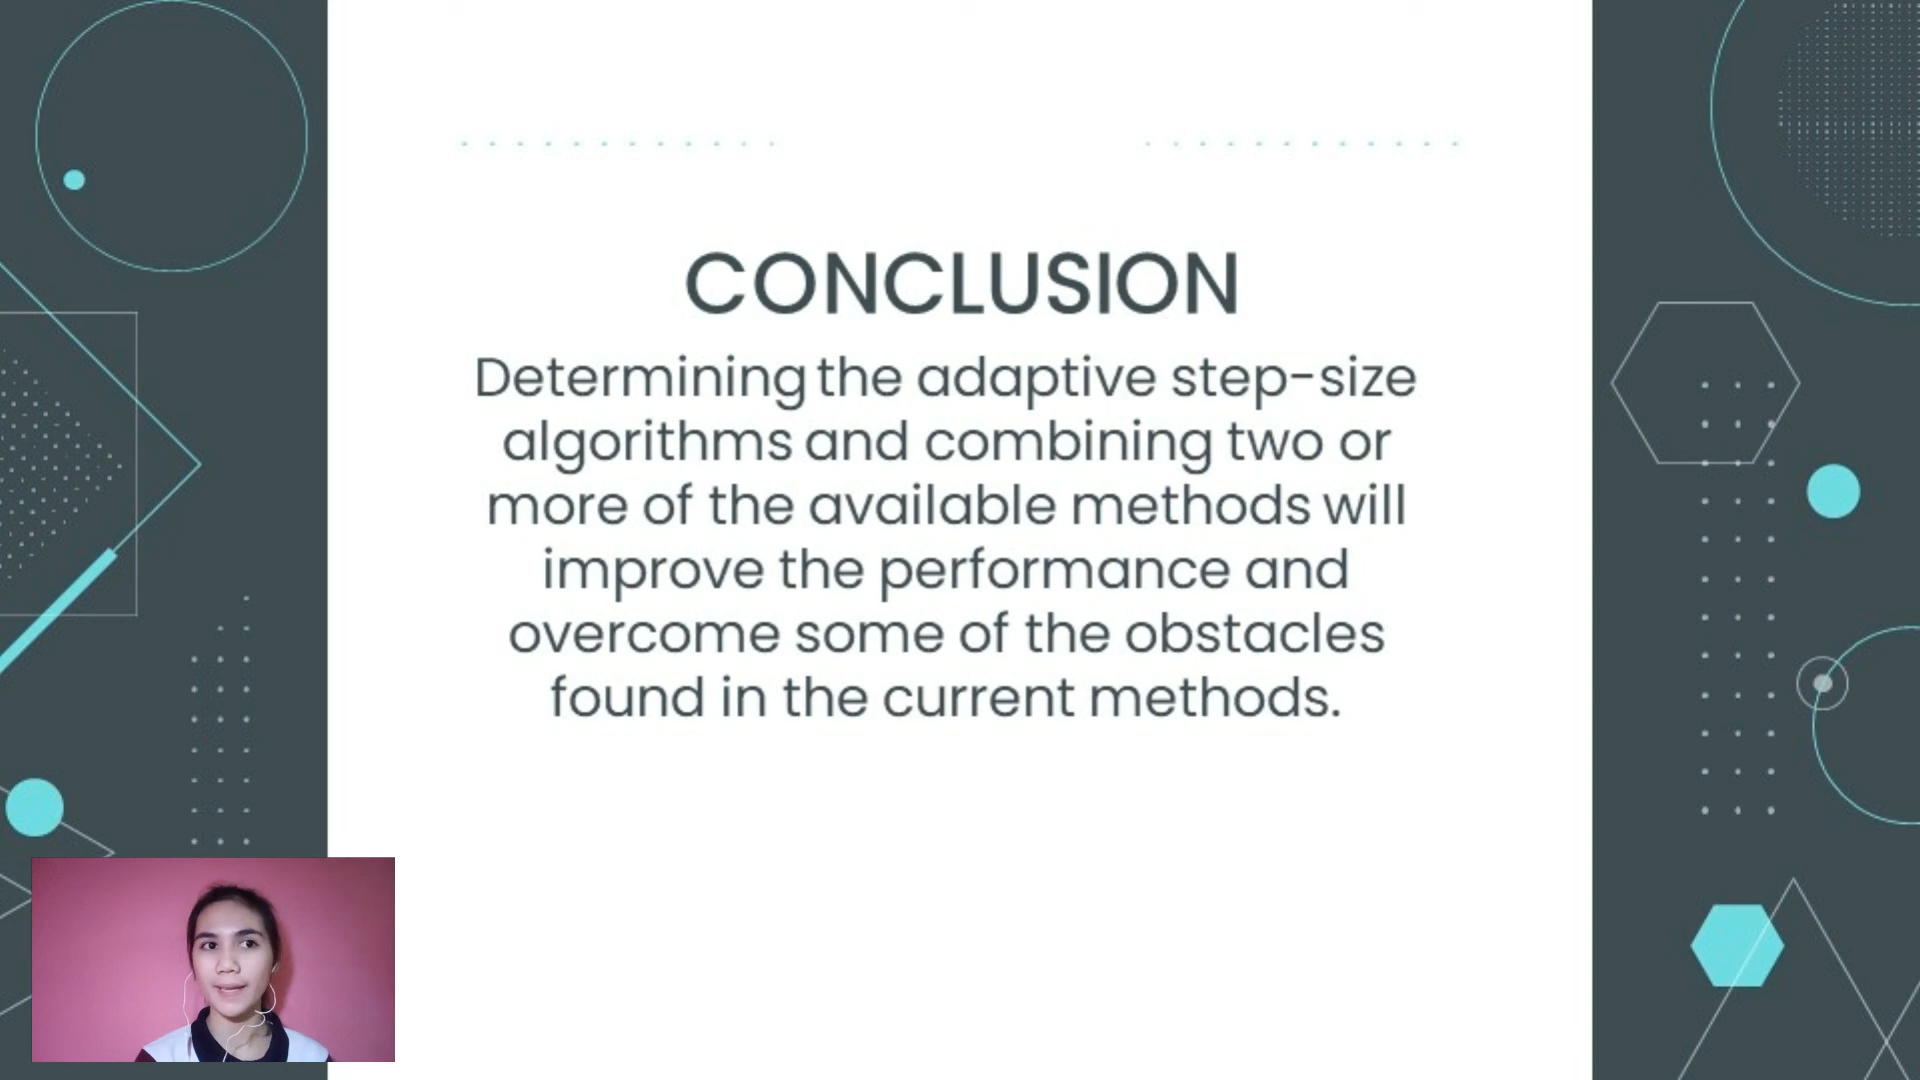 CONCLUSION
Determining the adaptive step-size
algorithms and combining two or
more of the available methods will
improve the performance and
overcome some of the obstacles
found in the current methods.